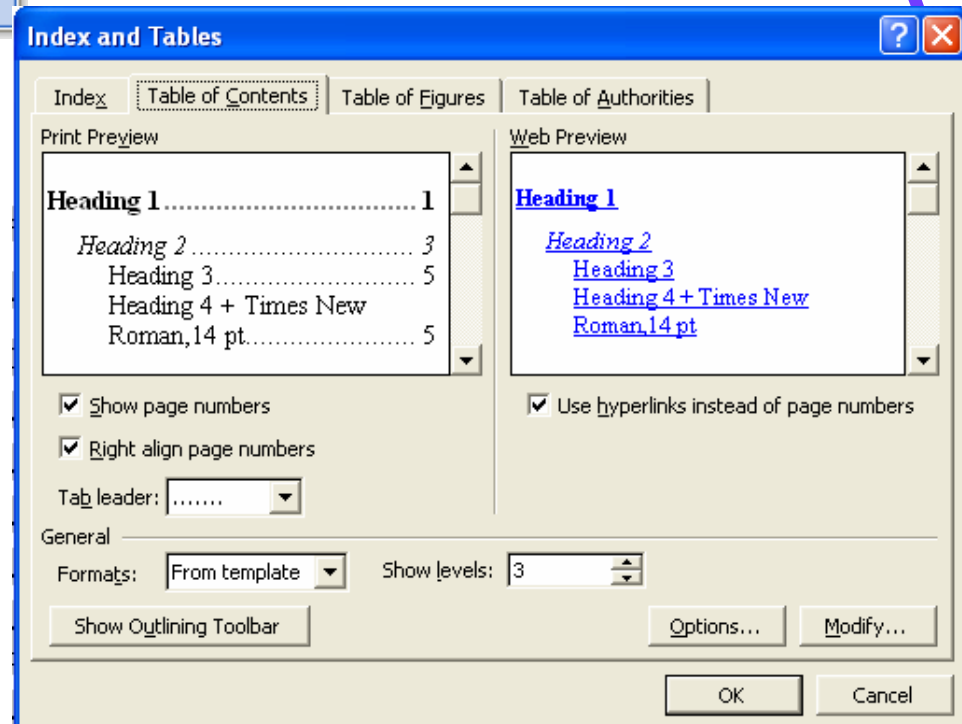 Index and Tables
Index Table of Contents Table of Figures Table of Authorities
Print Preview
Heading 1.................................. 1
Heading 2 ............................. 3
Heading 3.......................... 5
Heading 4 + Times New
Roman,14 pt...................... 5
Show page numbers
Right align page numbers
Tab leader: .......
Web Preview
Heading 1
Heading 2
Heading 3
Heading 4 + Times New
Roman,14 pt
Use hyperlinks instead of page numbers
General
Formats: From template Show levels: 3
Show Outlining Toolbar Options... Modify...
OK Cancel